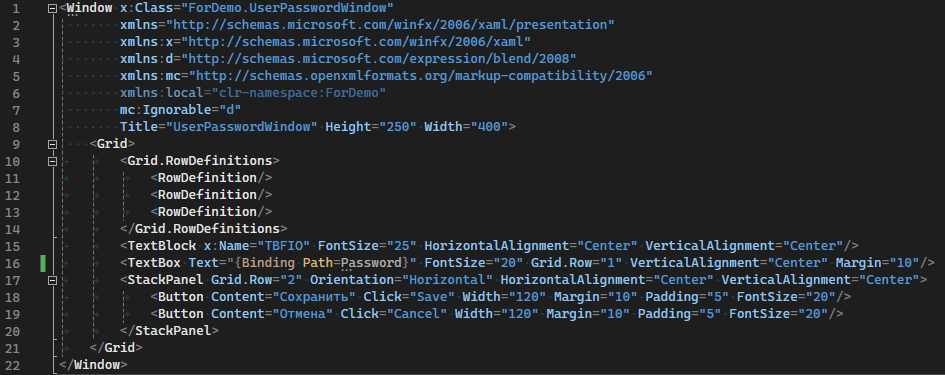 1 <Window x:Class="ForDemo.UserPasswordWindow"
2 xmlns="http://schemas.microsoft.com/winfx/2006/xaml/presentation"
3 xmlns:x="http://schemas.microsoft.com/winfx/2006/xaml"
4 xmlns:d="http://schemas.microsoft.com/expression/blend/2008"
5 xmlns:mc="http://schemas.openxmlformats.org/markup-compatibility/2006"
6 xmlns:local="clr-namespace:ForDemo"
7 mc:Ignorable="d"
8 Title="UserPasswordWindow" Height="250" Width="400">
9 <Grid>
10 <Grid.RowDefinitions>
11 <RowDefinition/>
12 <RowDefinition/>
13 <RowDefinition/>
14 </Grid.RowDefinitions>
15 <TextBlock x:Name="TBFIO" FontSize="25" HorizontalAlignment="Center" VerticalAlignment="Center"/>
16 <TextBox Text="{Binding Path=Password}" FontSize="20" Grid.Row="1" VerticalAlignment="Center" Margin="10"/>
17 <StackPanel Grid.Row="2" Orientation="Horizontal" HorizontalAlignment="Center" VerticalAlignment="Center">
18 <Button Content="Сохранить" Click="Save" Width="120" Margin="10" Padding="5" FontSize="20"/>
19 <Button Content="Отмена" Click="Cancel" Width="120" Margin="10" Padding="5" FontSize="20"/>
20 </StackPanel>
21 </Grid>
22 </Window>